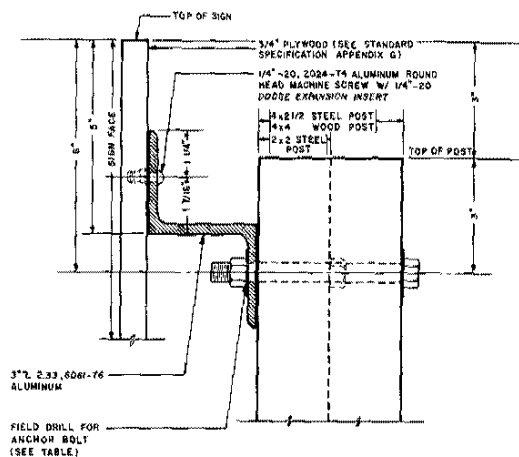 TOP OF SIGN
3/4" PLYWOOD (SEE STANDARD
SPECIFICATION APPENDIX G)
1/4"-20, 2024-T4 ALUMINUM ROUND
HEAD MACHINE SCREW W/ 1/4"-20
DODGE EXPANSION INSERT
4x2 1/2 STEEL POST
4x4 WOOD POST
2x2 STEEL
POST
TOP OF POST
6"
5"
SIGN FACE
1 1/4"
3"
3"
2.33, 6061-T6
ALUMINUM
FIELD DRILL FOR
ANCHOR BOLT
(SEE TABLE)